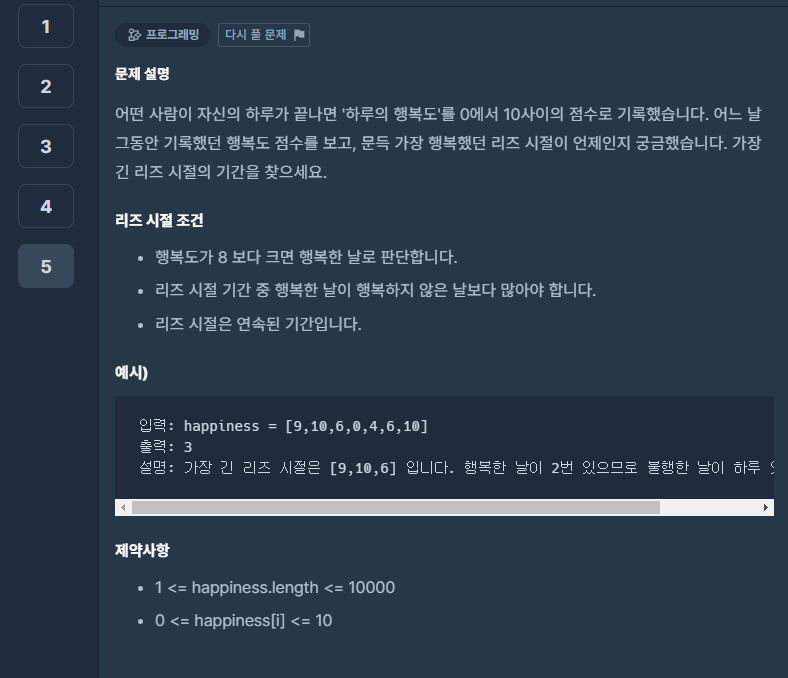 1
2
3
4
5
프로그래밍
다시 풀 문제
문제 설명
어떤 사람이 자신의 하루가 끝나면 '하루의 행복도'를 0에서 10사이의 점수로 기록했습니다. 어느 날
그동안 기록했던 행복도 점수를 보고, 문득 가장 행복했던 리즈 시절이 언제인지 궁금했습니다. 가장
긴 리즈 시절의 기간을 찾으세요.
리즈 시절 조건
• 행복도가 8 보다 크면 행복한 날로 판단합니다.
• 리즈 시절 기간 중 행복한 날이 행복하지 않은 날보다 많아야 합니다.
• 리즈 시절은 연속된 기간입니다.
예시)
입력: happiness = [9,10,6,0,4,6,10]
출력: 3
설명: 가장 긴 리즈 시절은 [9,10,6] 입니다. 행복한 날이 2번 있으므로 불행한 날이 하루
제약사항
• 1 <= happiness.length <= 10000
• 0 <= happiness[i] <= 10